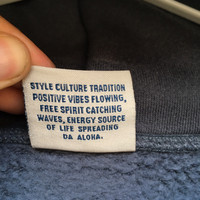 STYLE CULTURE TRADITION
POSITIVE VIBES FLOWING,
FREE SPIRIT CATCHING
WAVES, ENERGY SOURCE
OF LIFE SPREADING
DA ALOHA.